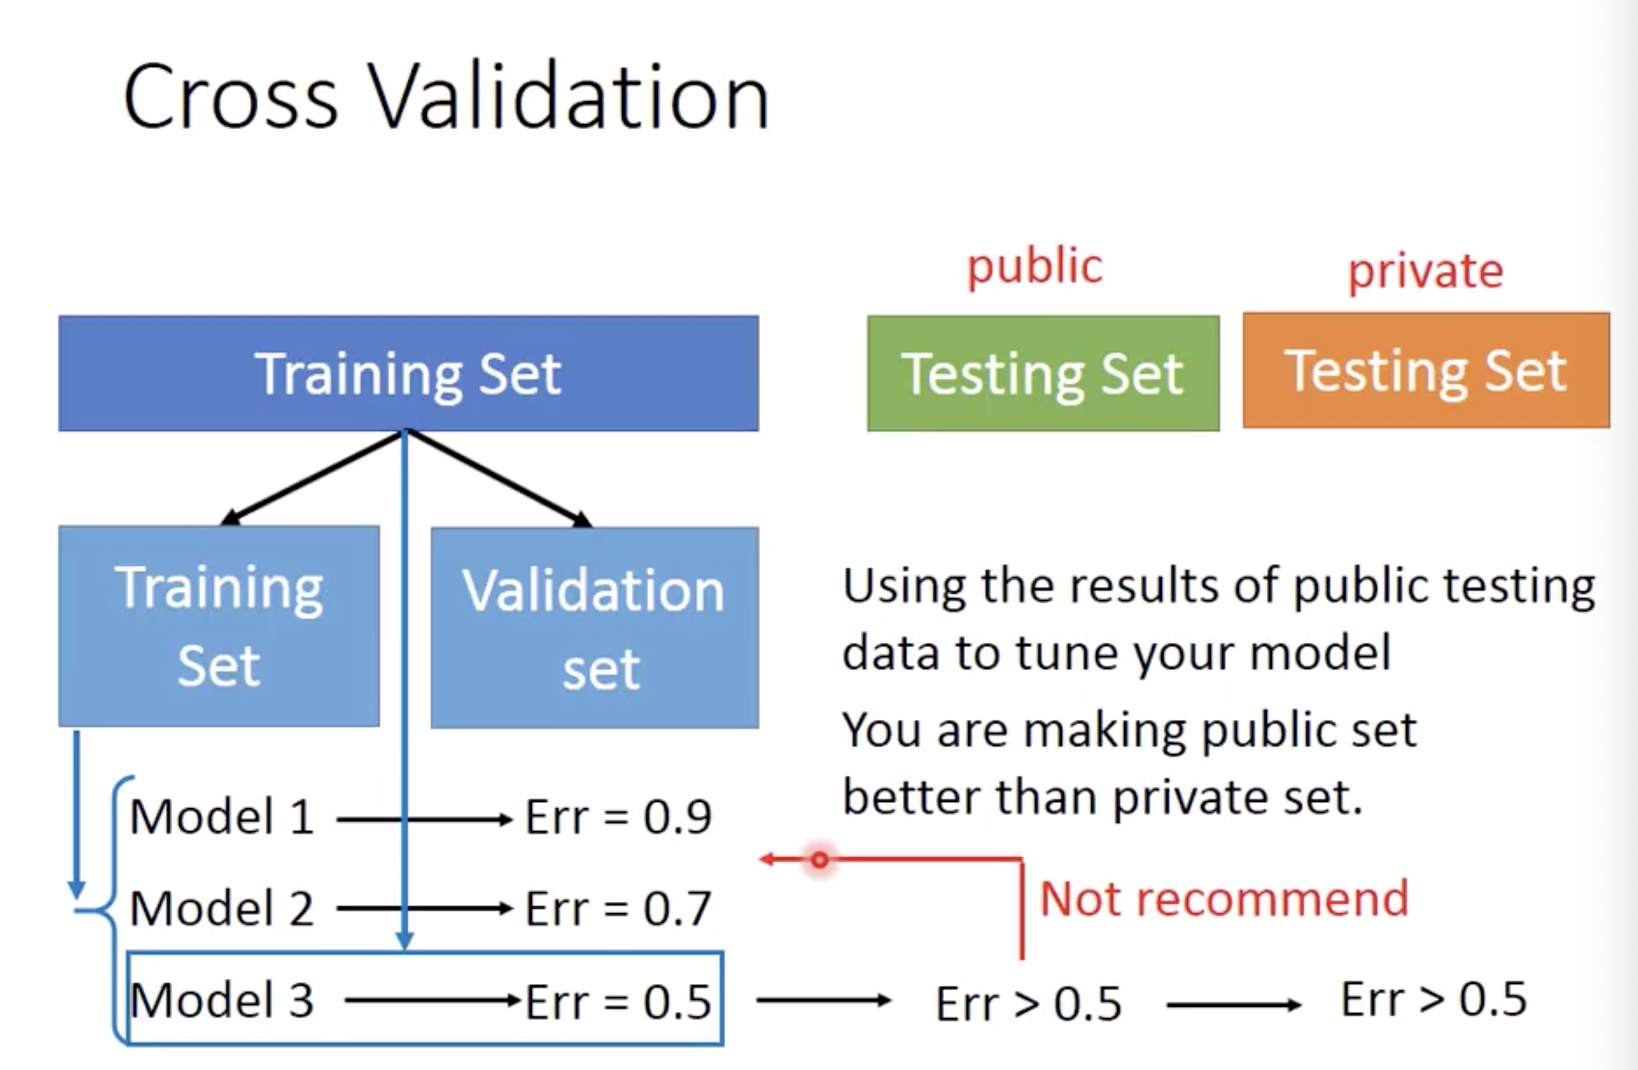 Cross Validation
public
private
Training Set
Testing Set
Testing Set
Training
Set
Validation
set
Using the results of public testing
data to tune your model
You are making public set
better than private set.
Model 1
Err = 0.9
Not recommend
Model 2
Err = 0.7
Model 3
Err = 0.5
Err > 0.5
Err > 0.5